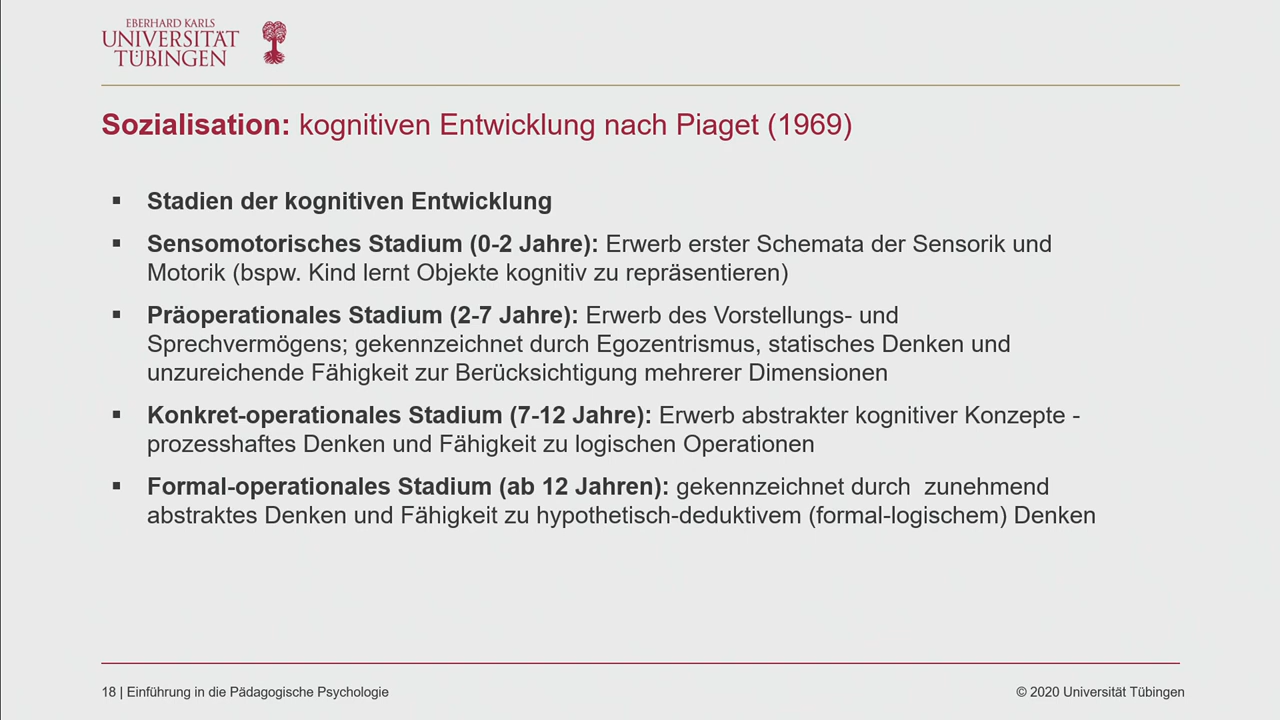 EBERHARD KARLS
UNIVERSITÄT
TÜBINGEN
Sozialisation: kognitiven Entwicklung nach Piaget (1969)
▪ Stadien der kognitiven Entwicklung
▪ Sensomotorisches Stadium (0-2 Jahre): Erwerb erster Schemata der Sensorik und
Motorik (bspw. Kind lernt Objekte kognitiv zu repräsentieren)
▪ Präoperationales Stadium (2-7 Jahre): Erwerb des Vorstellungs- und
Sprechvermögens; gekennzeichnet durch Egozentrismus, statisches Denken und
unzureichende Fähigkeit zur Berücksichtigung mehrerer Dimensionen
▪ Konkret-operationales Stadium (7-12 Jahre): Erwerb abstrakter kognitiver Konzepte -
prozesshaftes Denken und Fähigkeit zu logischen Operationen
▪ Formal-operationales Stadium (ab 12 Jahren): gekennzeichnet durch  zunehmend
abstraktes Denken und Fähigkeit zu hypothetisch-deduktivem (formal-logischem) Denken
18 | Einführung in die Pädagogische Psychologie
© 2020 Universität Tübingen